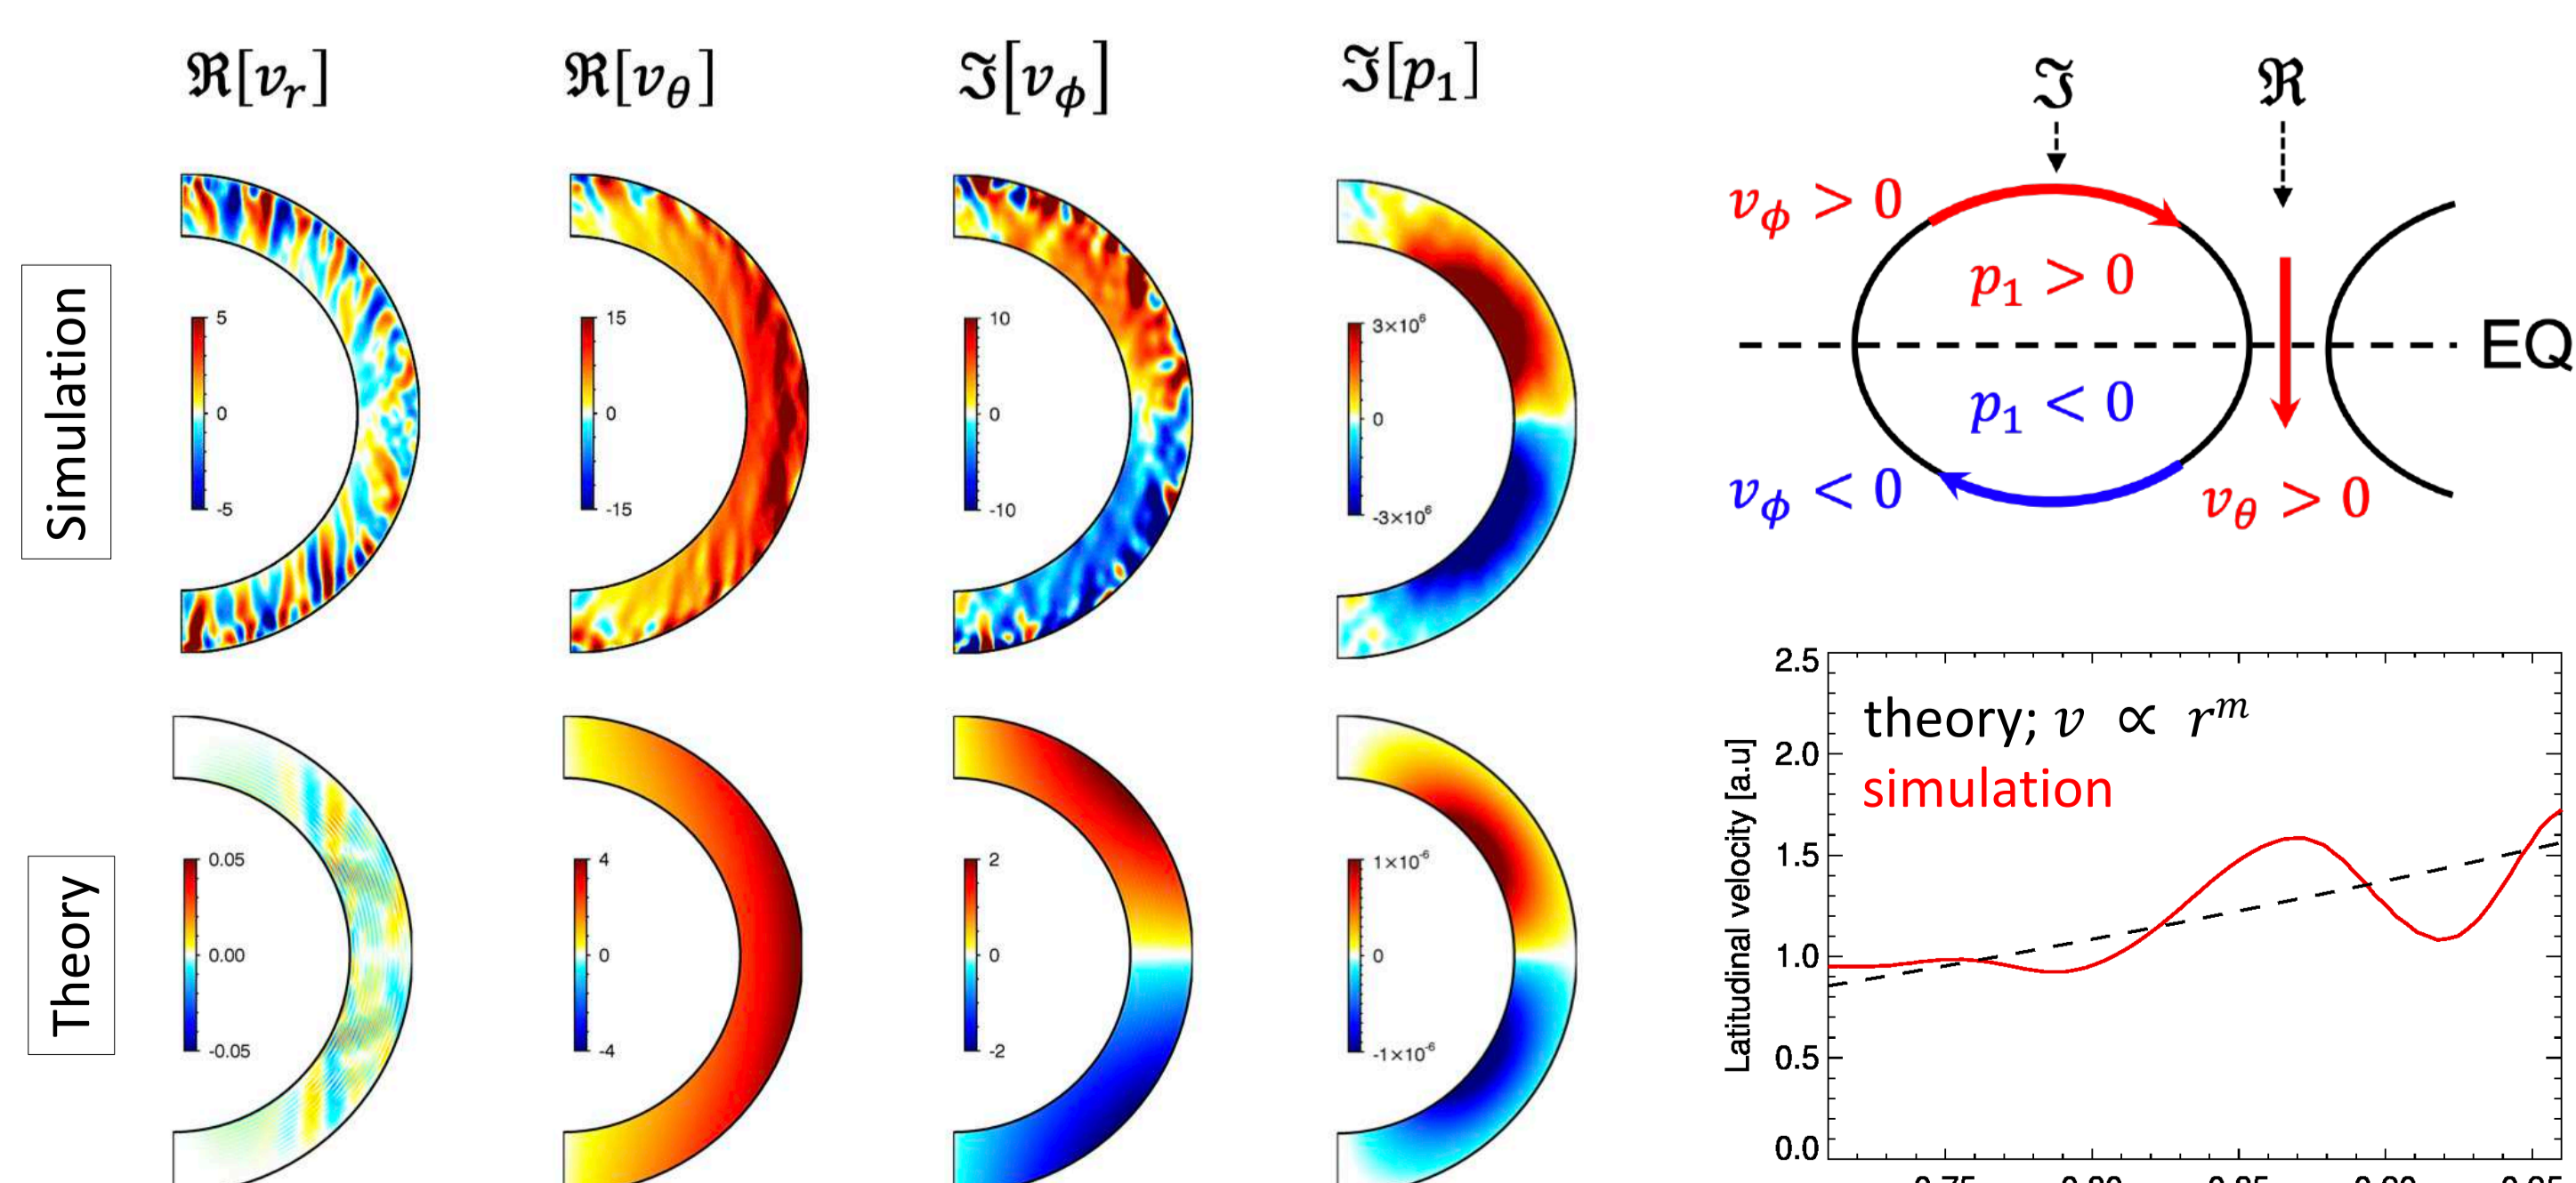 ℜ[v_r]
ℜ[v_θ]
ℑ[v_ϕ]
ℑ[p_1]
Simulation
5
0
-5
15
0
-15
10
0
-10
3×10^6
0
-3×10^6
Theory
0.05
0.00
-0.05
4
0
-4
2
0
-2
1×10^-6
0
-1×10^-6
ℑ
ℜ
v_ϕ > 0
p_1 > 0
EQ
p_1 < 0
v_ϕ < 0
v_θ > 0
Latitudinal velocity [a.u]
2.5
2.0
1.5
1.0
0.5
0.0
theory; v ∝ r^m
simulation